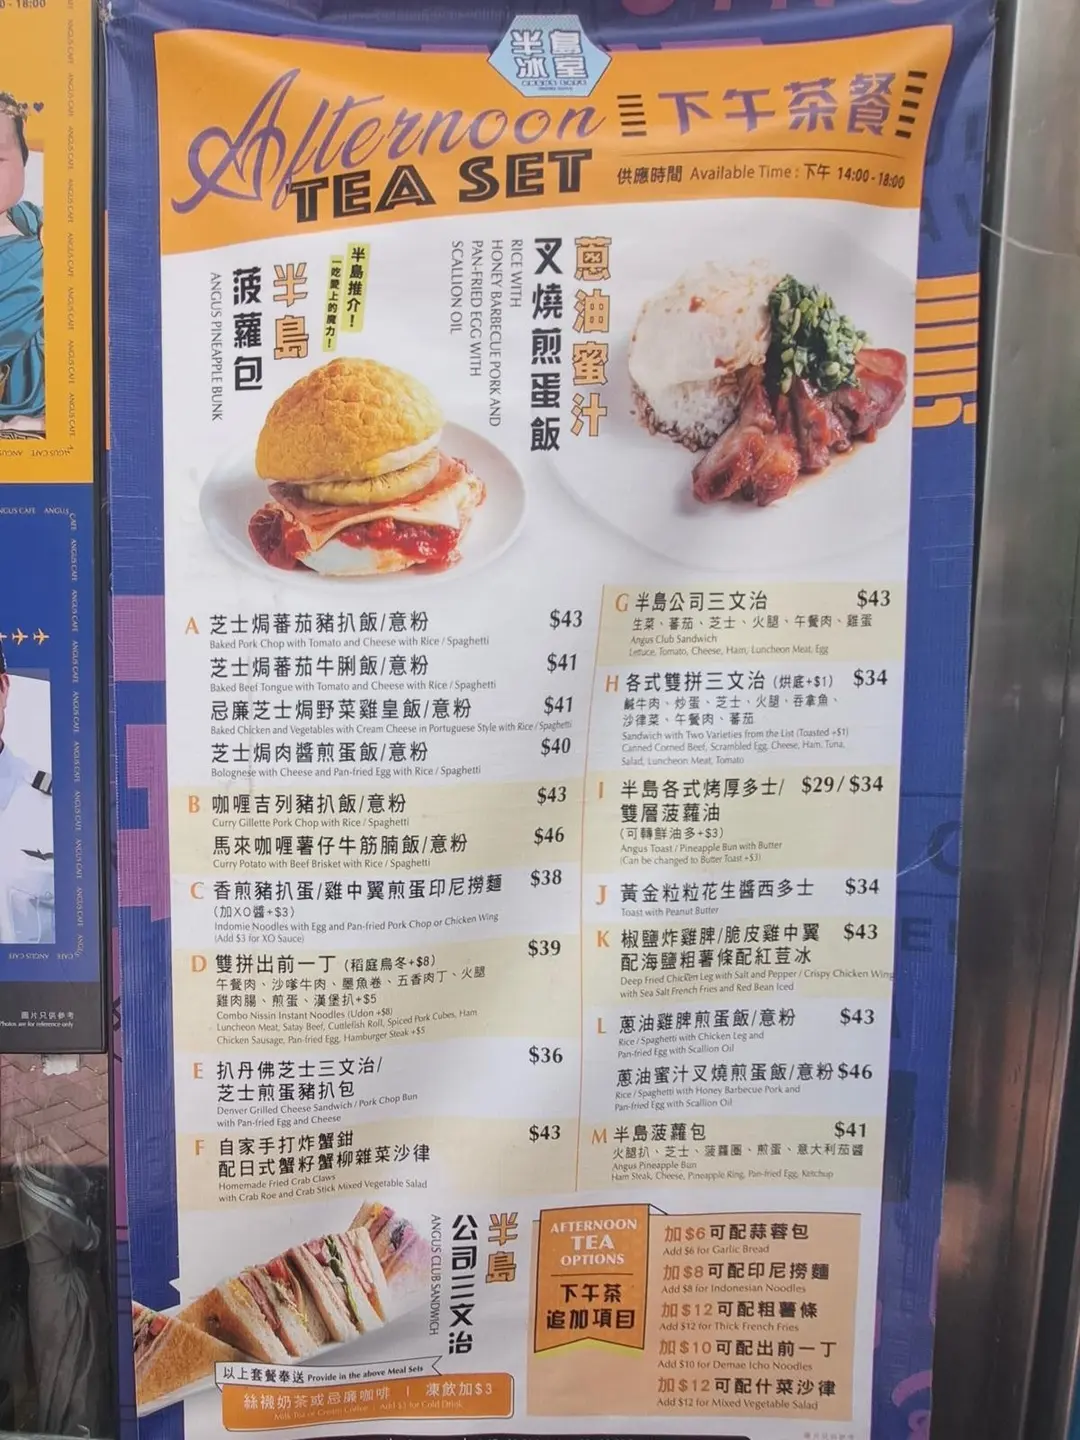 半島
冰室
ANGUS CAFE
Afternoon
TEA SET
下午茶餐
供應時間 Available Time : 下午 14:00 - 18:00
半島
菠蘿包
ANGUS PINEAPPLE BUNK
半島推介！
一吃愛上的魔力！
蔥油蜜汁
叉燒煎蛋飯
RICE WITH
HONEY BARBECUE PORK AND
PAN-FRIED EGG WITH
SCALLION OIL
A 芝士焗蕃茄豬扒飯/意粉 $43
Baked Pork Chop with Tomato and Cheese with Rice / Spaghetti
芝士焗蕃茄牛脷飯/意粉 $41
Baked Beef Tongue with Tomato and Cheese with Rice / Spaghetti
忌廉芝士焗野菜雞皇飯/意粉 $41
Baked Chicken and Vegetables with Cream Cheese in Portuguese Style with Rice / Spaghetti
芝士焗肉醬煎蛋飯/意粉 $40
Bolognese with Cheese and Pan-fried Egg with Rice / Spaghetti
B 咖喱吉列豬扒飯/意粉 $43
Curry Gillette Pork Chop with Rice / Spaghetti
馬來咖喱薯仔牛筋腩飯/意粉 $46
Curry Potato with Beef Brisket with Rice / Spaghetti
C 香煎豬扒蛋/雞中翼煎蛋印尼撈麵 $38
(加XO醬+$3)
Indomie Noodles with Egg and Pan-fried Pork Chop or Chicken Wing
(Add $3 for XO Sauce)
D 雙拼出前一丁 (稻庭烏冬+$8) $39
午餐肉、沙嗲牛肉、墨魚卷、五香肉丁、火腿
雞肉腸、煎蛋、漢堡扒+$5
Combo Nissin Instant Noodles (Udon +$8)
Luncheon Meat, Satay Beef, Cuttlefish Roll, Spiced Pork Cubes, Ham
Chicken Sausage, Pan-fried Egg, Hamburger Steak +$5
E 扒丹佛芝士三文治/ $36
芝士煎蛋豬扒包
Denver Grilled Cheese Sandwich / Pork Chop Bun
with Pan-fried Egg and Cheese
F 自家手打炸蟹鉗 $43
配日式蟹籽蟹柳雜菜沙律
Homemade Fried Crab Claws
with Crab Roe and Crab Stick Mixed Vegetable Salad
G 半島公司三文治 $43
生菜、蕃茄、芝士、火腿、午餐肉、雞蛋
Angus Club Sandwich
Lettuce, Tomato, Cheese, Ham, Luncheon Meat, Egg
H 各式雙拼三文治 (烘底+$1) $34
鹹牛肉、炒蛋、芝士、火腿、吞拿魚、
沙律菜、午餐肉、蕃茄
Sandwich with Two Varieties from the List (Toasted +$1)
Canned Corned Beef, Scrambled Egg, Cheese, Ham, Tuna,
Salad, Luncheon Meat, Tomato
I 半島各式烤厚多士/ $29/ $34
雙層菠蘿油
(可轉鮮油多+$3)
Angus Toast / Pineapple Bun with Butter
(Can be changed to Butter Toast +$3)
J 黃金粒粒花生醬西多士 $34
Toast with Peanut Butter
K 椒鹽炸雞髀/脆皮雞中翼 $43
配海鹽粗薯條配紅荳冰
Deep Fried Chicken Leg with Salt and Pepper / Crispy Chicken Wing
with Sea Salt French Fries and Red Bean Iced
L 蔥油雞髀煎蛋飯/意粉 $43
Rice / Spaghetti with Chicken Leg and
Pan-fried Egg with Scallion Oil
蔥油蜜汁叉燒煎蛋飯/意粉 $46
Rice / Spaghetti with Honey Barbecue Pork and
Pan-fried Egg with Scallion Oil
M 半島菠蘿包 $41
火腿扒、芝士、菠蘿圈、煎蛋、意大利茄醬
Angus Pineapple Bun
Ham Steak, Cheese, Pineapple Ring, Pan-fried Egg, Ketchup
半島
公司三文治
ANGUS CLUB SANDWICH
以上套餐奉送 Provide in the above Meal Sets
絲襪奶茶或忌廉咖啡 | 凍飲加$3
Milk Tea or Cream Coffee | Add $3 for Cold Drink
AFTERNOON
TEA
OPTIONS
下午茶
追加項目
加$6可配蒜蓉包
Add $6 for Garlic Bread
加$8可配印尼撈麵
Add $8 for Indonesian Noodles
加$12可配粗薯條
Add $12 for Thick French Fries
加$10可配出前一丁
Add $10 for Demae Icho Noodles
加$12可配什菜沙律
Add $12 for Mixed Vegetable Salad
圖片只供參考
Photos are for reference only